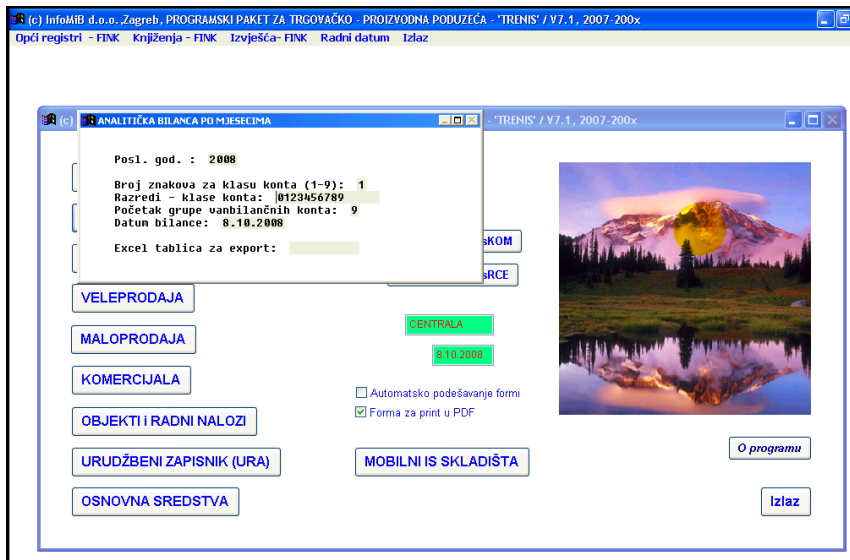 (c) InfoMiB d.o.o. ,Zagreb, PROGRAMSKI PAKET ZA TRGOVAČKO - PROIZVODNA PODUZEĆA - 'TRENIS' / V7.1, 2007-200x
Opći registri - FINK Knjiženja - FINK Izvješća- FINK Radni datum Izlaz
(c)
- 'TRENIS' / V7.1, 2007-200x
ANALITIČKA BILANCA PO MJESECIMA
Posl. god. : 2008
Broj znakova za klasu konta (1-9): 1
Razredi - klase konta: 0123456789
Početak grupe vanbilančnih konta: 9
Datum bilance: 8.10.2008
Excel tablica za export:
sKOM
sRCE
VELEPRODAJA
CENTRALA
MALOPRODAJA
8.10.2008
KOMERCIJALA
Automatsko podešavanje formi
Forma za print u PDF
OBJEKTI i RADNI NALOZI
O programu
URUDŽBENI ZAPISNIK (URA)
MOBILNI IS SKLADIŠTA
OSNOVNA SREDSTVA
Izlaz